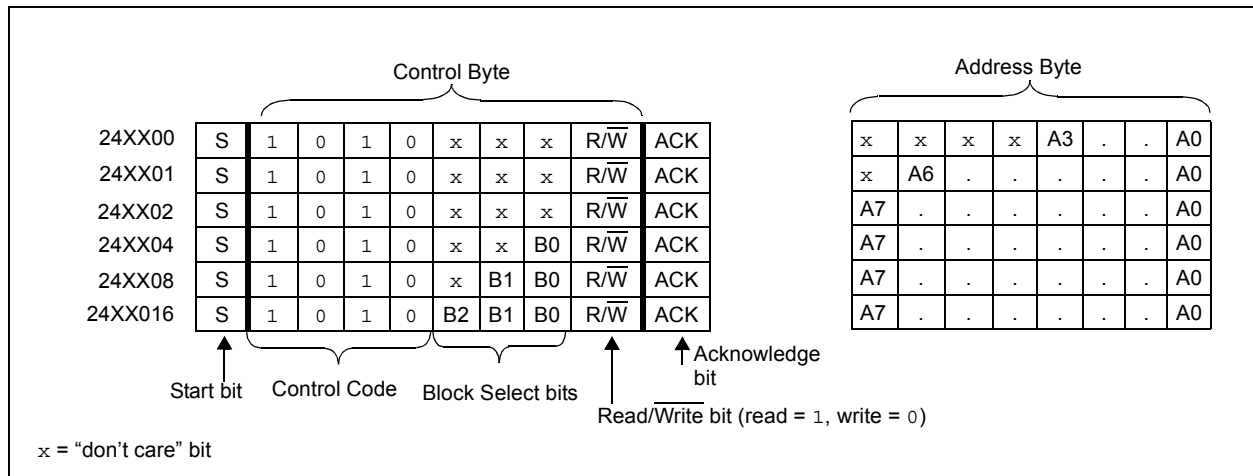 Control Byte
Address Byte
24XX00 S 1 0 1 0 x x x R/W ACK x x x x A3 . . A0
24XX01 S 1 0 1 0 x x x R/W ACK x A6 . . . . . A0
24XX02 S 1 0 1 0 x x x R/W ACK A7 . . . . . . A0
24XX04 S 1 0 1 0 x x B0 R/W ACK A7 . . . . . . A0
24XX08 S 1 0 1 0 x B1 B0 R/W ACK A7 . . . . . . A0
24XX016 S 1 0 1 0 B2 B1 B0 R/W ACK A7 . . . . . . A0
Start bit
Control Code
Block Select bits
Acknowledge
bit
Read/Write bit (read = 1, write = 0)
x = “don’t care” bit